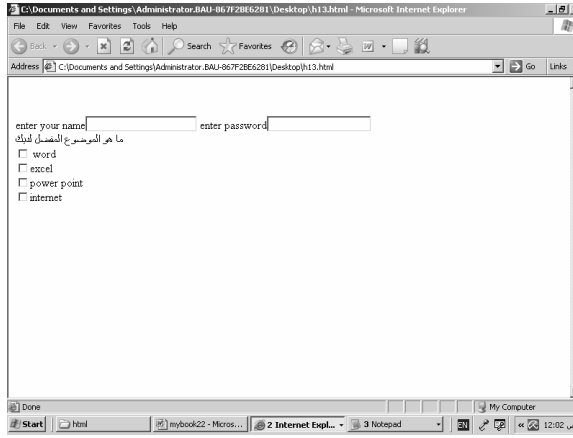 C:\Documents and Settings\Administrator.BAU-867F2BE6281\Desktop\h13.html - Microsoft Internet Explorer
File Edit View Favorites Tools Help
Back Search Favorites
Address C:\Documents and Settings\Administrator.BAU-867F2BE6281\Desktop\h13.html Go Links
enter your name enter password
ما هو الموضوع المفضل لديك
word
excel
power point
internet
Done My Computer
Start html mybook22 - Micros... 2 Internet Expl... 3 Notepad EN « 12:02